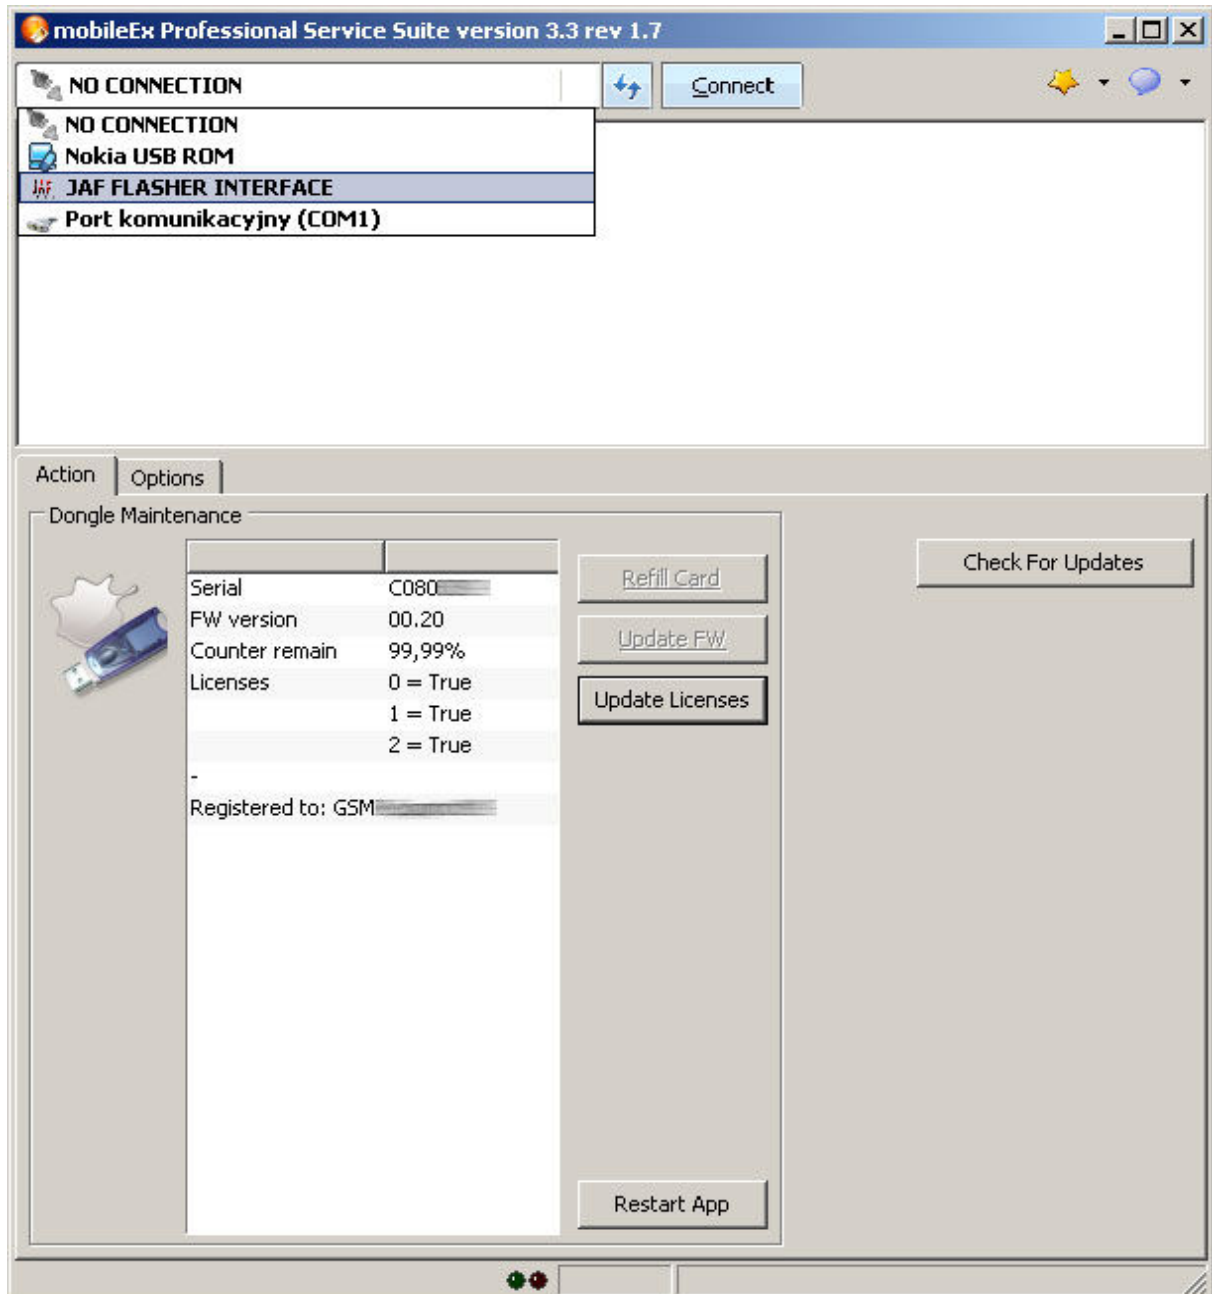 mobileEx Professional Service Suite version 3.3 rev 1.7
NO CONNECTION
Connect
NO CONNECTION
Nokia USB ROM
JAF FLASHER INTERFACE
Port komunikacyjny (COM1)
Action
Options
Dongle Maintenance
Serial C080
FW version 00.20
Counter remain 99,99%
Licenses 0 = True
1 = True
2 = True
-
Registered to: GSM
Refill Card
Update FW
Update Licenses
Restart App
Check For Updates